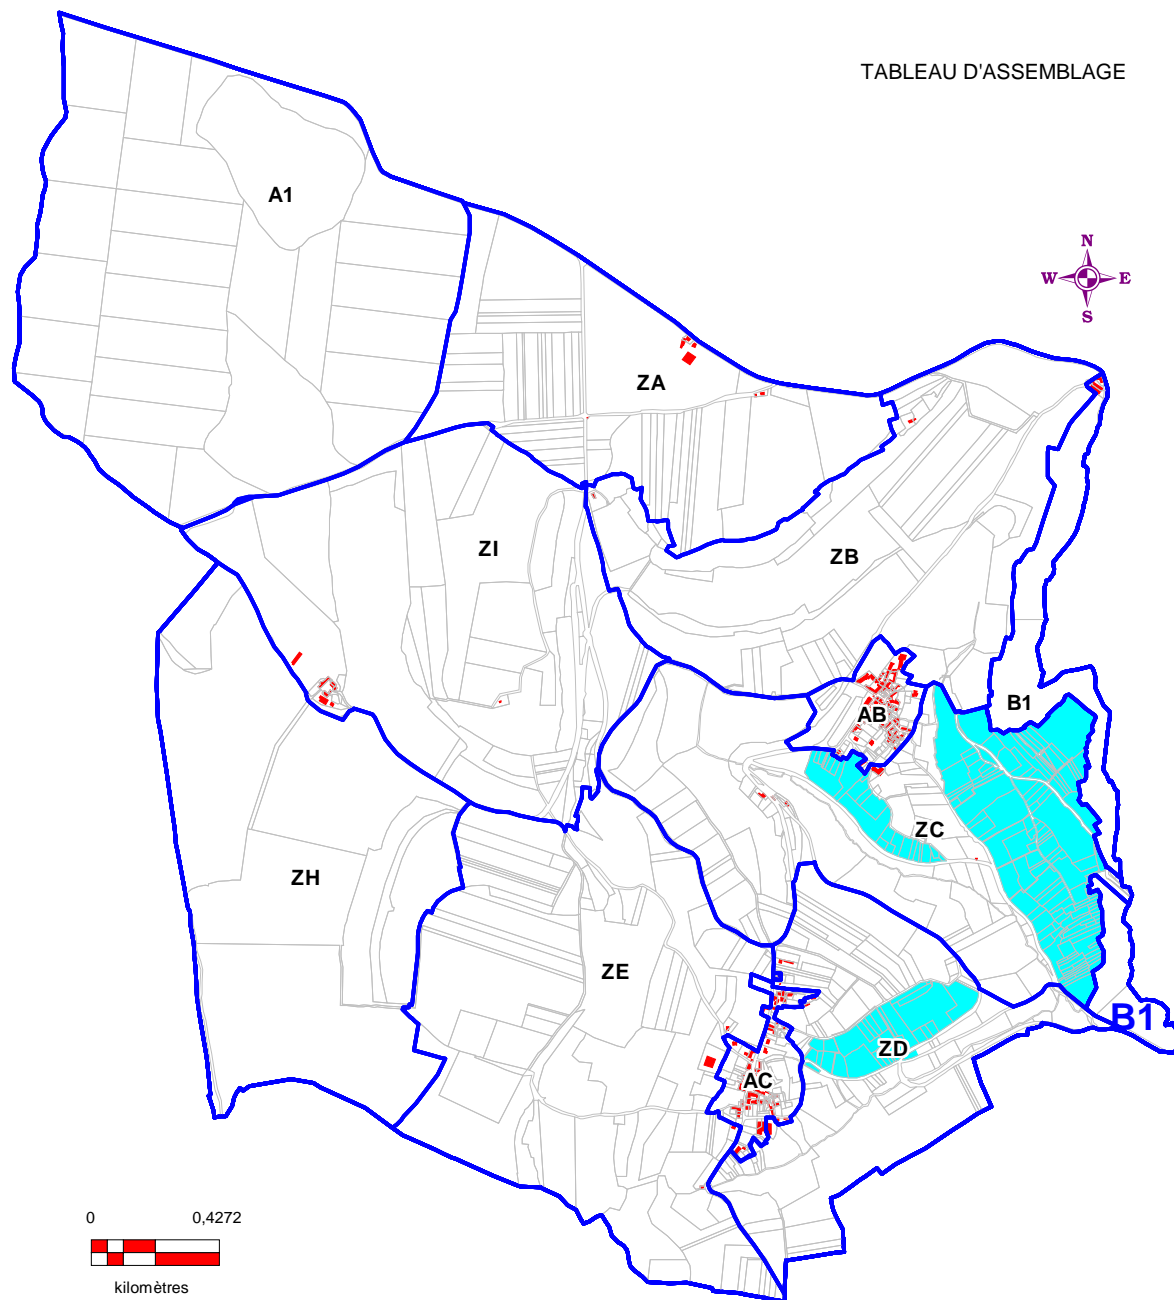 TABLEAU D'ASSEMBLAGE
A1
N
W E
S
ZA
ZI
ZB
B1
AB
ZC
ZH
ZE
B1
ZD
AC
0 0,4272
kilomètres